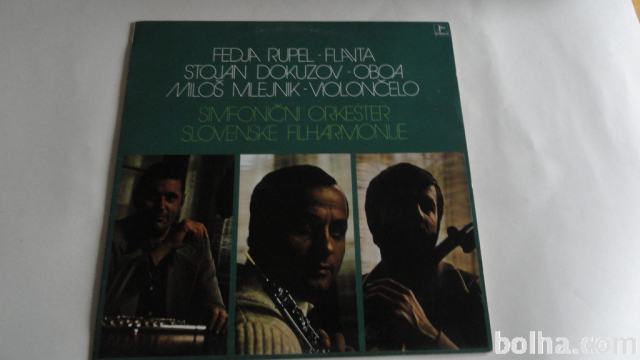 FEDJA RUPEL - FLAVTA
STOJAN DOKUZOV - OBOA
MILOŠ MLEJNIK - VIOLONČELO
SIMFONIČNI ORKESTER
SLOVENSKE FILHARMONIJE
bolha.com